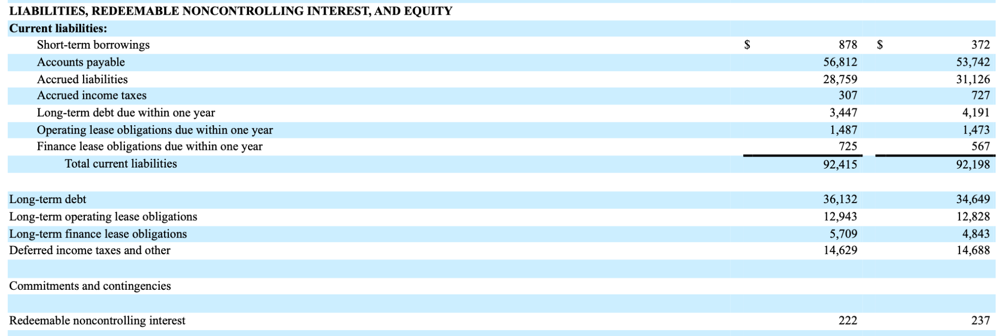 LIABILITIES, REDEEMABLE NONCONTROLLING INTEREST, AND EQUITY
Current liabilities:
Short-term borrowings $ 878 $ 372
Accounts payable 56,812 53,742
Accrued liabilities 28,759 31,126
Accrued income taxes 307 727
Long-term debt due within one year 3,447 4,191
Operating lease obligations due within one year 1,487 1,473
Finance lease obligations due within one year 725 567
Total current liabilities 92,415 92,198
Long-term debt 36,132 34,649
Long-term operating lease obligations 12,943 12,828
Long-term finance lease obligations 5,709 4,843
Deferred income taxes and other 14,629 14,688
Commitments and contingencies
Redeemable noncontrolling interest 222 237